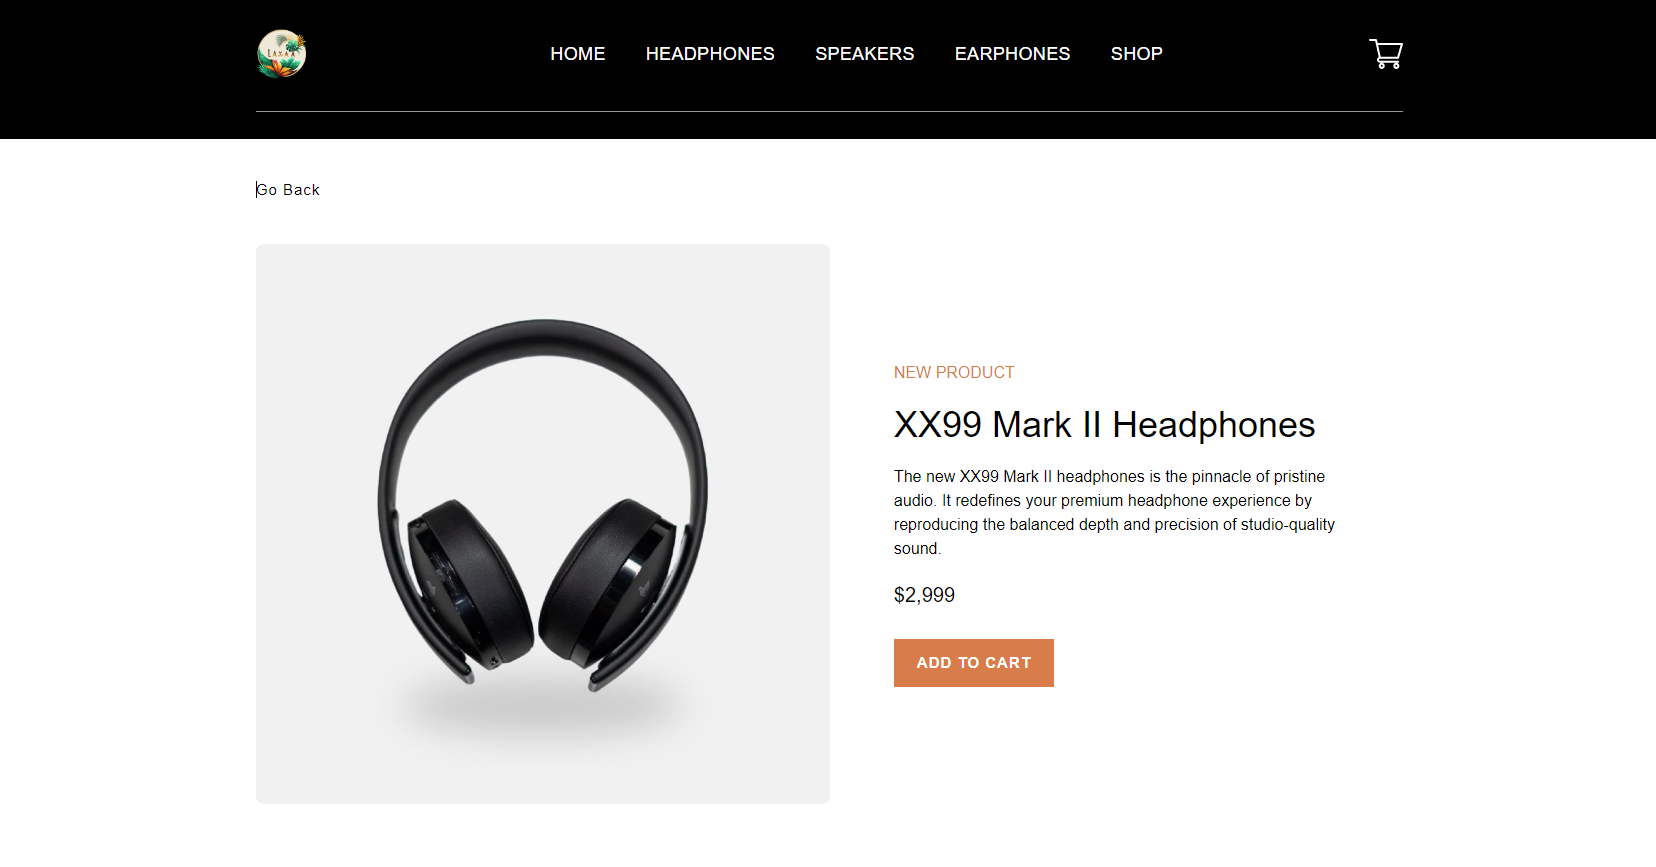 HOME HEADPHONES SPEAKERS EARPHONES SHOP
Go Back
NEW PRODUCT
XX99 Mark II Headphones
The new XX99 Mark II headphones is the pinnacle of pristine
audio. It redefines your premium headphone experience by
reproducing the balanced depth and precision of studio-quality
sound.
$2,999
ADD TO CART